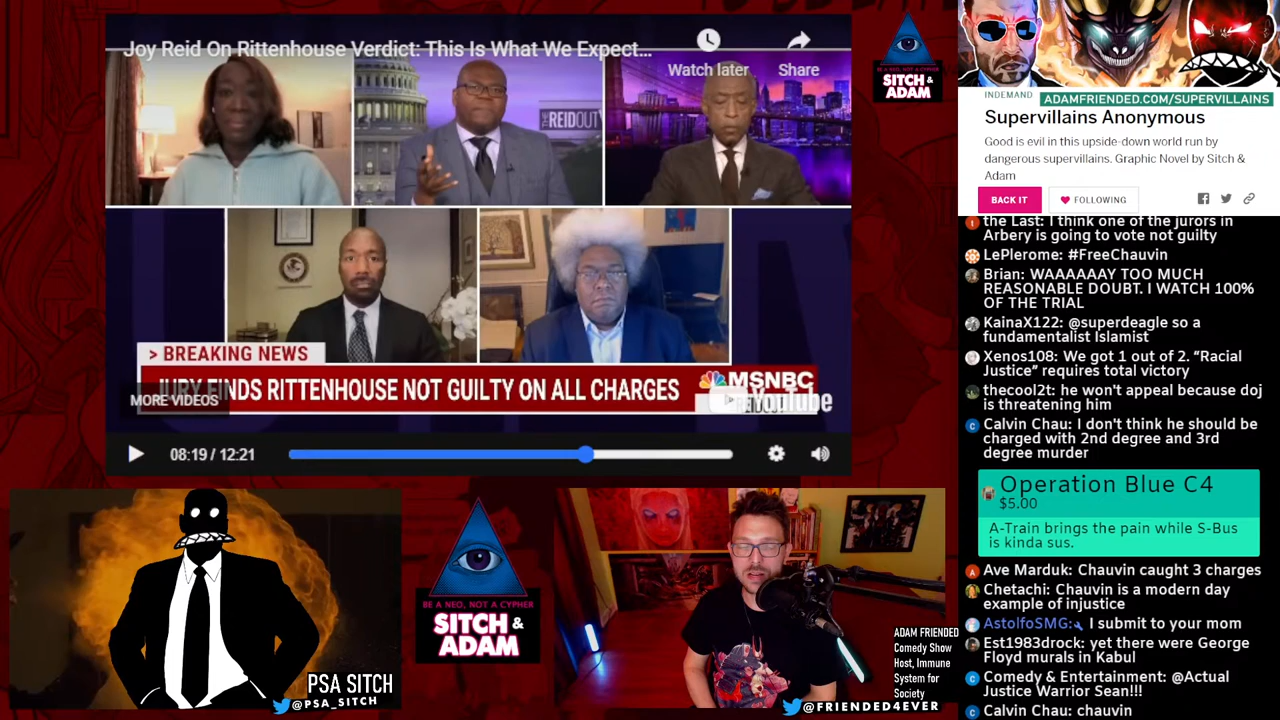 Joy Reid On Rittenhouse Verdict: This Is What We Expect...
Watch later
Share
THE REIDOUT
> BREAKING NEWS
JURY FINDS RITTENHOUSE NOT GUILTY ON ALL CHARGES
MSNBC
MORE VIDEOS
YouTube
08:19 / 12:21
BE A NEO, NOT A CYPHER
SITCH &
ADAM
INDEMAND
ADAMFRIENDED.COM/SUPERVILLAINS
Supervillains Anonymous
Good is evil in this upside-down world run by
dangerous supervillains. Graphic Novel by Sitch &
Adam
BACK IT
FOLLOWING
the Last: I think one of the jurors in
Arbery is going to vote not guilty
LePlerome: #FreeChauvin
Brian: WAAAAAAY TOO MUCH
REASONABLE DOUBT. I WATCH 100%
OF THE TRIAL
KainaX122: @superdeagle so a
fundamentalist Islamist
Xenos108: We got 1 out of 2. “Racial
Justice” requires total victory
thecool2t: he won't appeal because doj
is threatening him
Calvin Chau: I don't think he should be
charged with 2nd degree and 3rd
degree murder
Operation Blue C4
$5.00
A-Train brings the pain while S-Bus
is kinda sus.
Ave Marduk: Chauvin caught 3 charges
Chetachi: Chauvin is a modern day
example of injustice
AstolfoSMG: I submit to your mom
Est1983drock: yet there were George
Floyd murals in Kabul
Comedy & Entertainment: @Actual
Justice Warrior Sean!!!
Calvin Chau: chauvin
PSA SITCH
@PSA_SITCH
BE A NEO, NOT A CYPHER
SITCH &
ADAM
ADAM FRIENDED
Comedy Show
Host, Immune
System for
Society
@FRIENDED4EVER